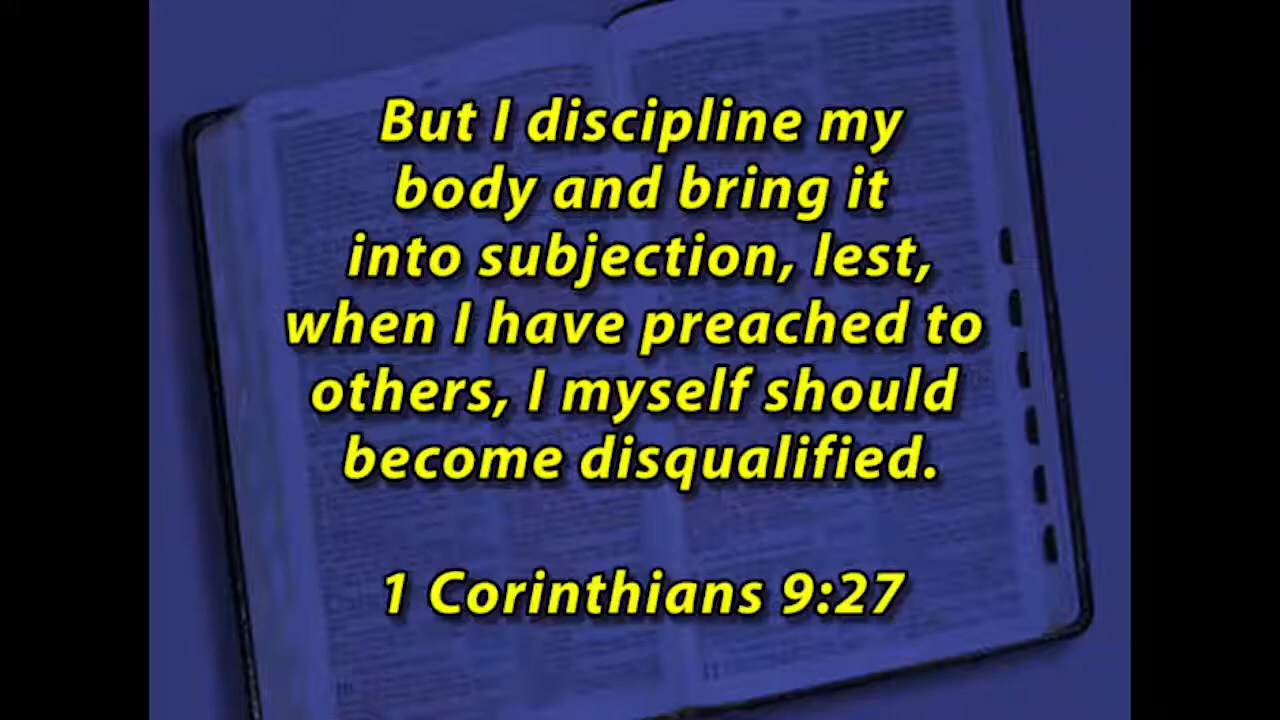 But I discipline my
body and bring it
into subjection, lest,
when I have preached to
others, I myself should
become disqualified.
1 Corinthians 9:27